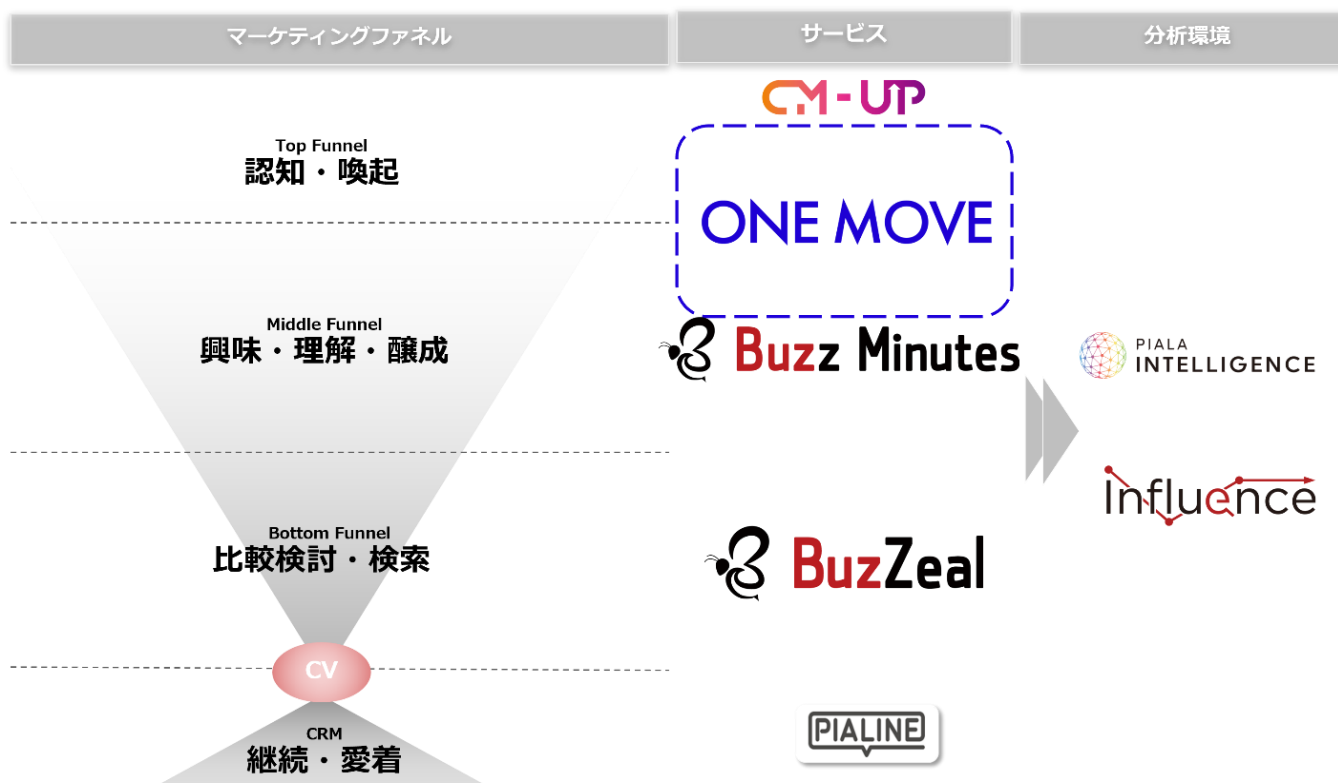 マーケティングファネル
サービス
分析環境
CM-UP
Top Funnel
認知・喚起
ONE MOVE
Middle Funnel
興味・理解・醸成
Buzz Minutes
PIALA
INTELLIGENCE
Influence
Bottom Funnel
比較検討・検索
BuzZeal
CV
CRM
継続・愛着
PIALINE